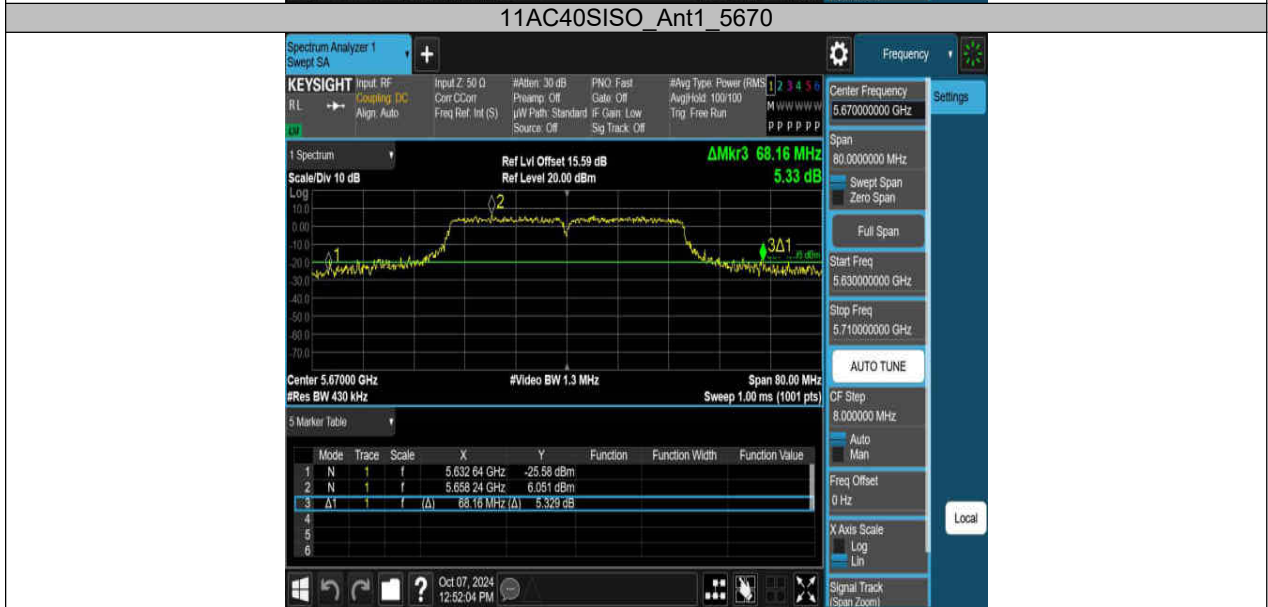 11AC40SISO_Ant1_5670
Spectrum Analyzer 1
Swept SA
+
Frequency
KEYSIGHT
RL
Input: RF
Coupling: DC
Align: Auto
Input Z: 50 Ω
Corr CCorr
Freq Ref: Int (S)
#Atten: 30 dB
Preamp: Off
µW Path: Standard
Source: Off
PNO: Fast
Gate: Off
IF Gain: Low
Sig Track: Off
#Avg Type: Power (RMS
Avg|Hold: 100/100
Trig: Free Run
1 2 3 4 5 6
M W W W W W
P P P P P P
Center Frequency
5.670000000 GHz
Settings
Span
80.0000000 MHz
Swept Span
Zero Span
Full Span
Start Freq
5.630000000 GHz
Stop Freq
5.710000000 GHz
AUTO TUNE
CF Step
8.000000 MHz
Auto
Man
Freq Offset
0 Hz
X Axis Scale
Log
Lin
Signal Track
(Span Zoom)
Local
1 Spectrum
Scale/Div 10 dB
Ref Lvl Offset 15.59 dB
Ref Level 20.00 dBm
ΔMkr3 68.16 MHz
5.33 dB
Log
10.0
0.00
-10.0
-20.0
-30.0
-40.0
-50.0
-60.0
-70.0
1
2
3Δ1
Center 5.67000 GHz
#Video BW 1.3 MHz
Span 80.00 MHz
#Res BW 430 kHz
Sweep 1.00 ms (1001 pts)
5 Marker Table
Mode Trace Scale X Y Function Function Width Function Value
1 N 1 f 5.632 64 GHz -25.58 dBm
2 N 1 f 5.658 24 GHz 6.051 dBm
3 Δ1 1 f (Δ) 68.16 MHz (Δ) 5.329 dB
4
5
6
?
Oct 07, 2024
12:52:04 PM